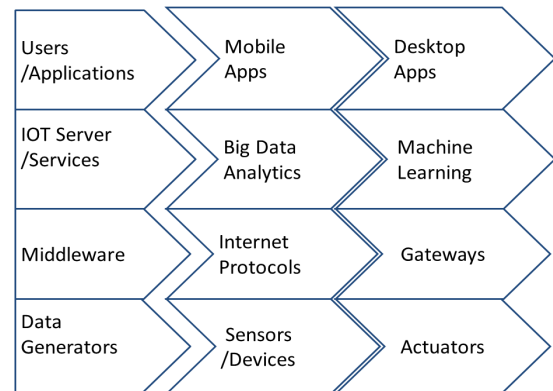 Users
/Applications
Mobile
Apps
Desktop
Apps
IOT Server
/Services
Big Data
Analytics
Machine
Learning
Middleware
Internet
Protocols
Gateways
Data
Generators
Sensors
/Devices
Actuators